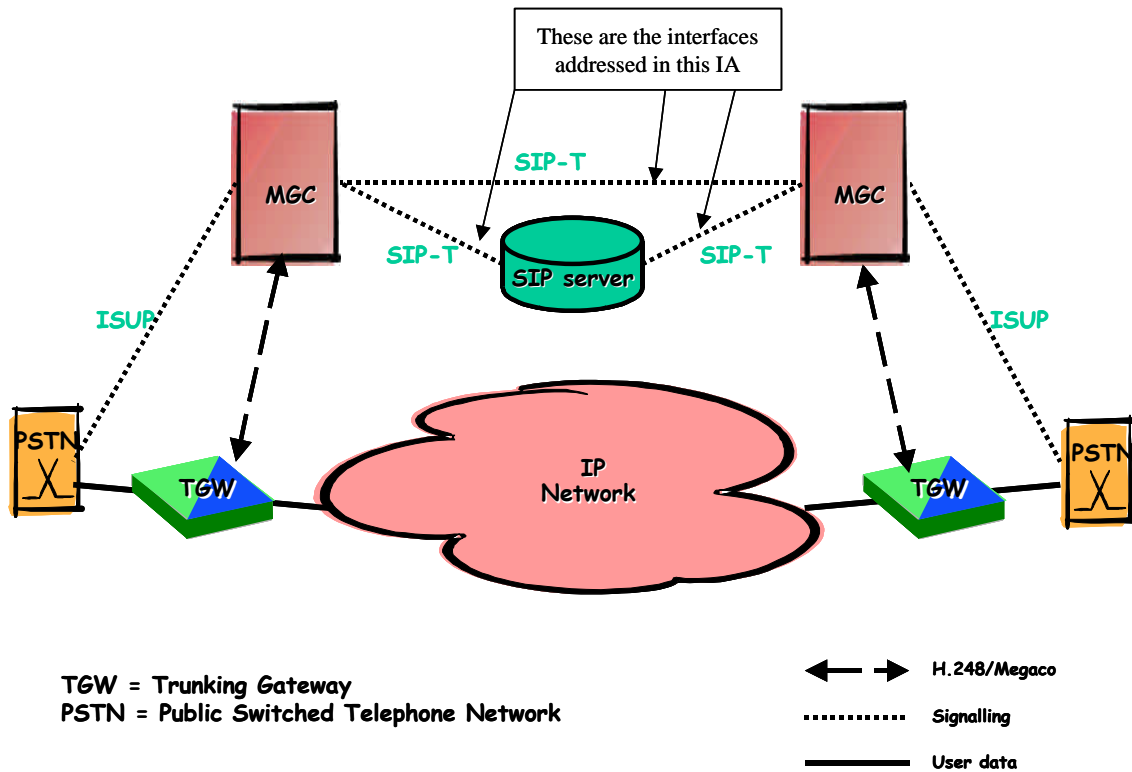 These are the interfaces
addressed in this IA
SIP-T
MGC
MGC
SIP-T
SIP-T
SIP server
ISUP
ISUP
PSTN
PSTN
IP
Network
TGW
TGW
TGW = Trunking Gateway
PSTN = Public Switched Telephone Network
H.248/Megaco
Signalling
User data